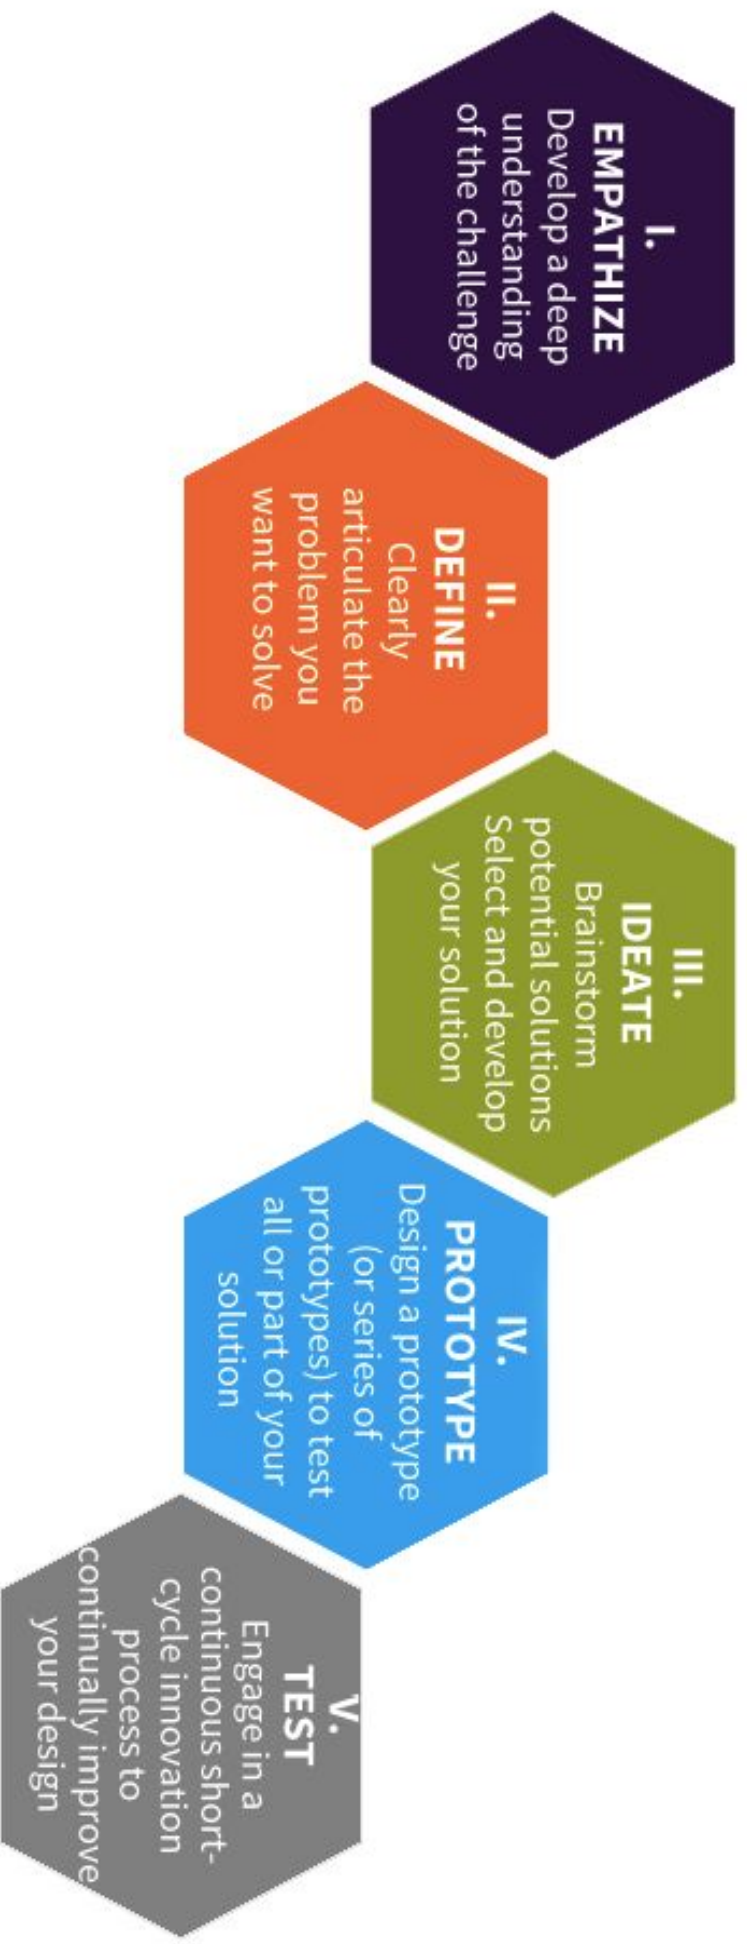 I.
EMPATHIZE
Develop a deep
understanding
of the challenge
II.
DEFINE
Clearly
articulate the
problem you
want to solve
III.
IDEATE
Brainstorm
potential solutions
Select and develop
your solution
IV.
PROTOTYPE
Design a prototype
(or series of
prototypes) to test
all or part of your
solution
V.
TEST
Engage in a
continuous short-
cycle innovation
process to
continually improve
your design